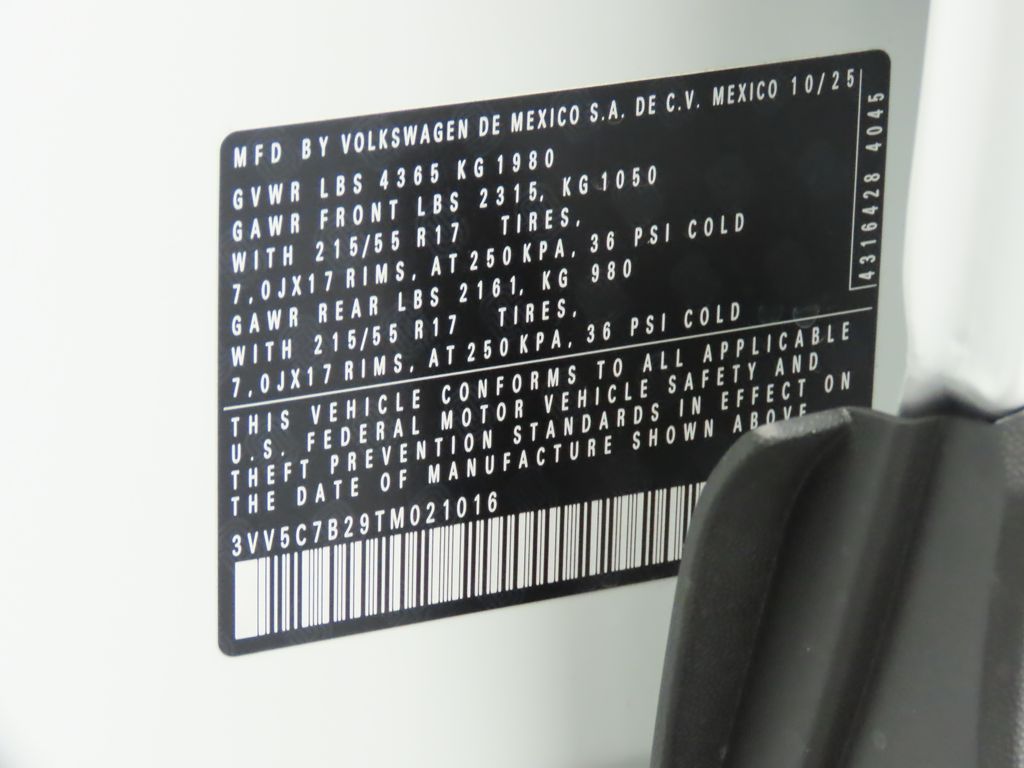 MFD BY VOLKSWAGEN DE MEXICO S.A. DE C.V. MEXICO 10/25
GVWR LBS 4365 KG 1980
GAWR FRONT LBS 2315, KG 1050
WITH 215/55 R17 TIRES,
7,0JX17 RIMS, AT 250 KPA, 36 PSI COLD
GAWR REAR LBS 2161, KG 980
WITH 215/55 R17 TIRES,
7,0JX17 RIMS, AT 250 KPA, 36 PSI COLD
4316428 4045
THIS VEHICLE CONFORMS TO ALL APPLICABLE
U.S. FEDERAL MOTOR VEHICLE SAFETY AND
THEFT PREVENTION STANDARDS IN EFFECT ON
THE DATE OF MANUFACTURE SHOWN ABOVE
3VV5C7B29TM021016